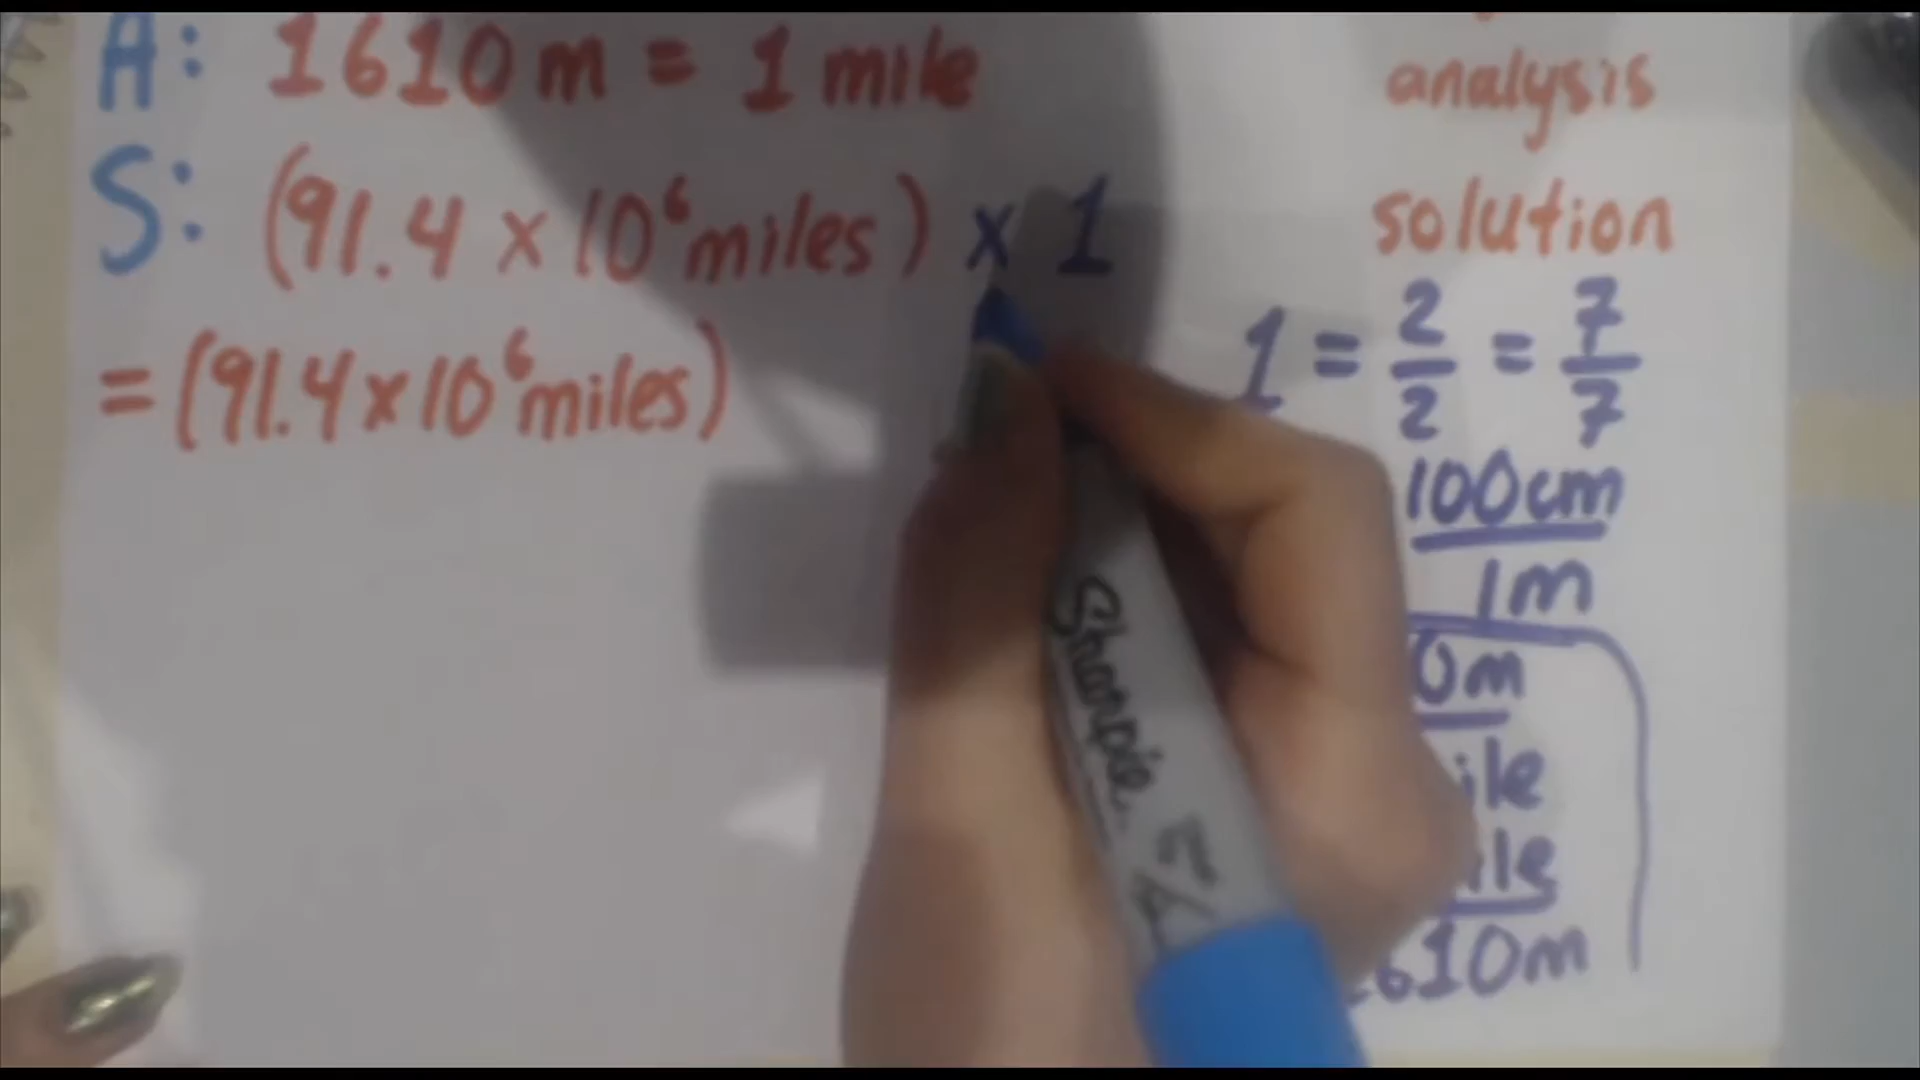 A: 1610 m = 1 mile
S: (91.4 x 10⁶ miles) x 1
= (91.4 x 10⁶ miles)
analysis
solution
1 = 2/2 = 7/7
100cm
1m
0m
ile
ile
610m
Sharpie